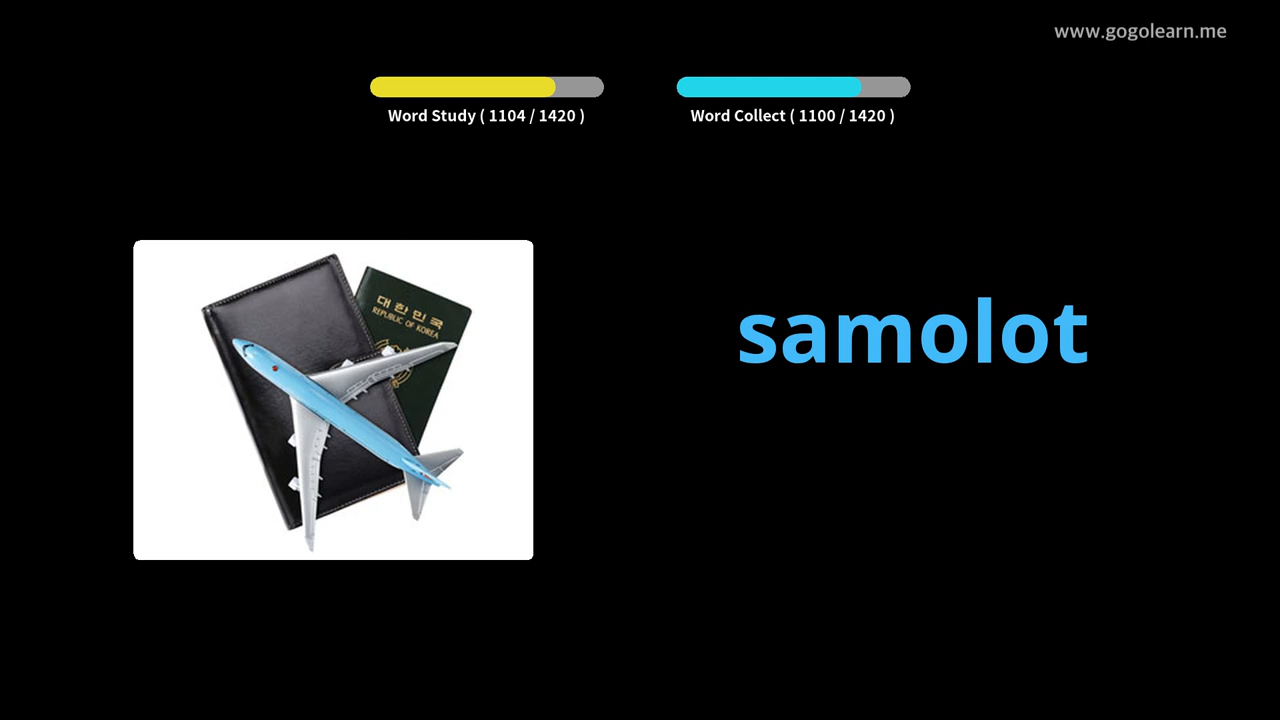 www.gogolearn.me
Word Study ( 1104 / 1420 )
Word Collect ( 1100 / 1420 )
대한민국
REPUBLIC OF KOREA
samolot